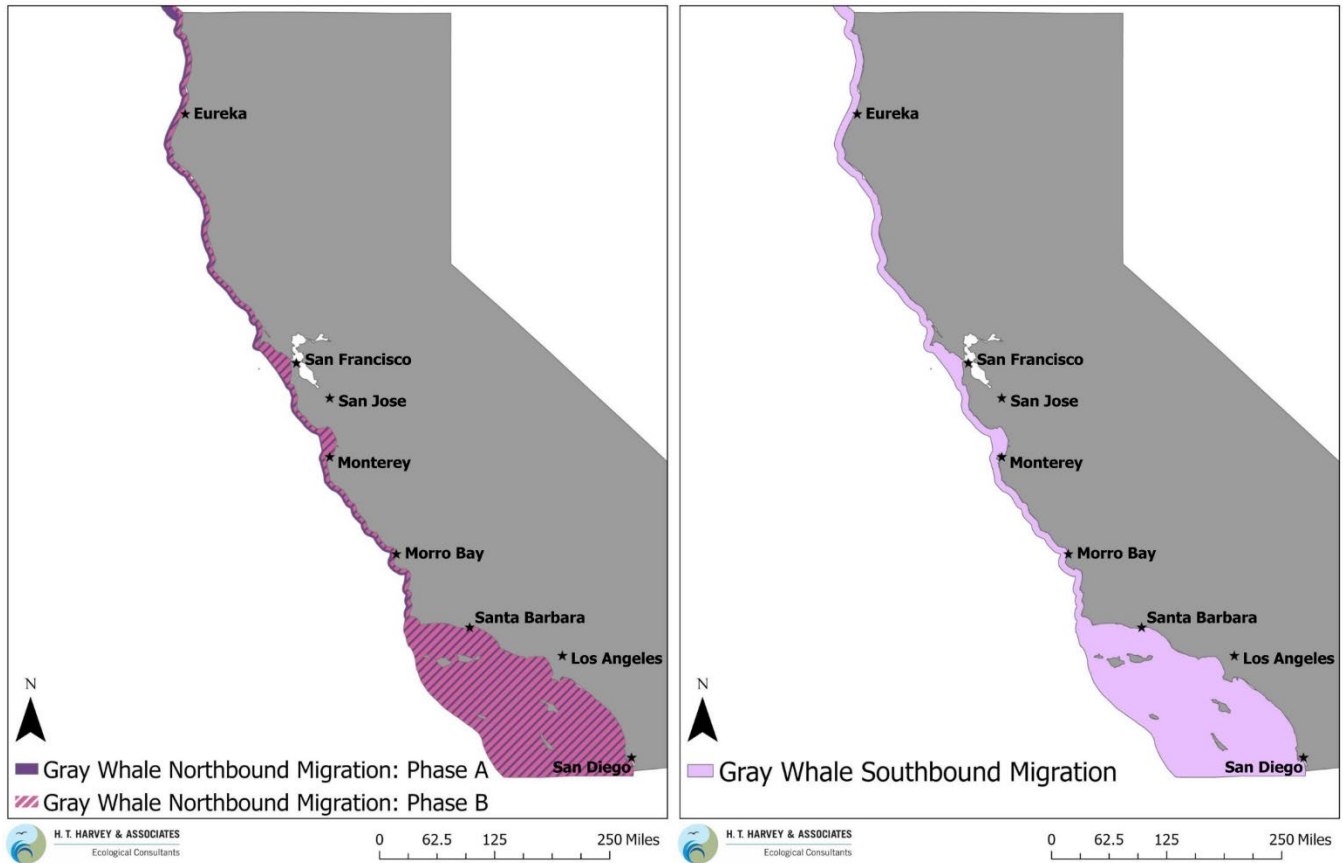 Eureka
San Francisco
San Jose
Monterey
Morro Bay
Santa Barbara
Los Angeles
San Diego
N
Gray Whale Northbound Migration: Phase A
Gray Whale Northbound Migration: Phase B
H. T. HARVEY & ASSOCIATES
Ecological Consultants
0 62.5 125 250 Miles
Eureka
San Francisco
San Jose
Monterey
Morro Bay
Santa Barbara
Los Angeles
San Diego
N
Gray Whale Southbound Migration
H. T. HARVEY & ASSOCIATES
Ecological Consultants
0 62.5 125 250 Miles